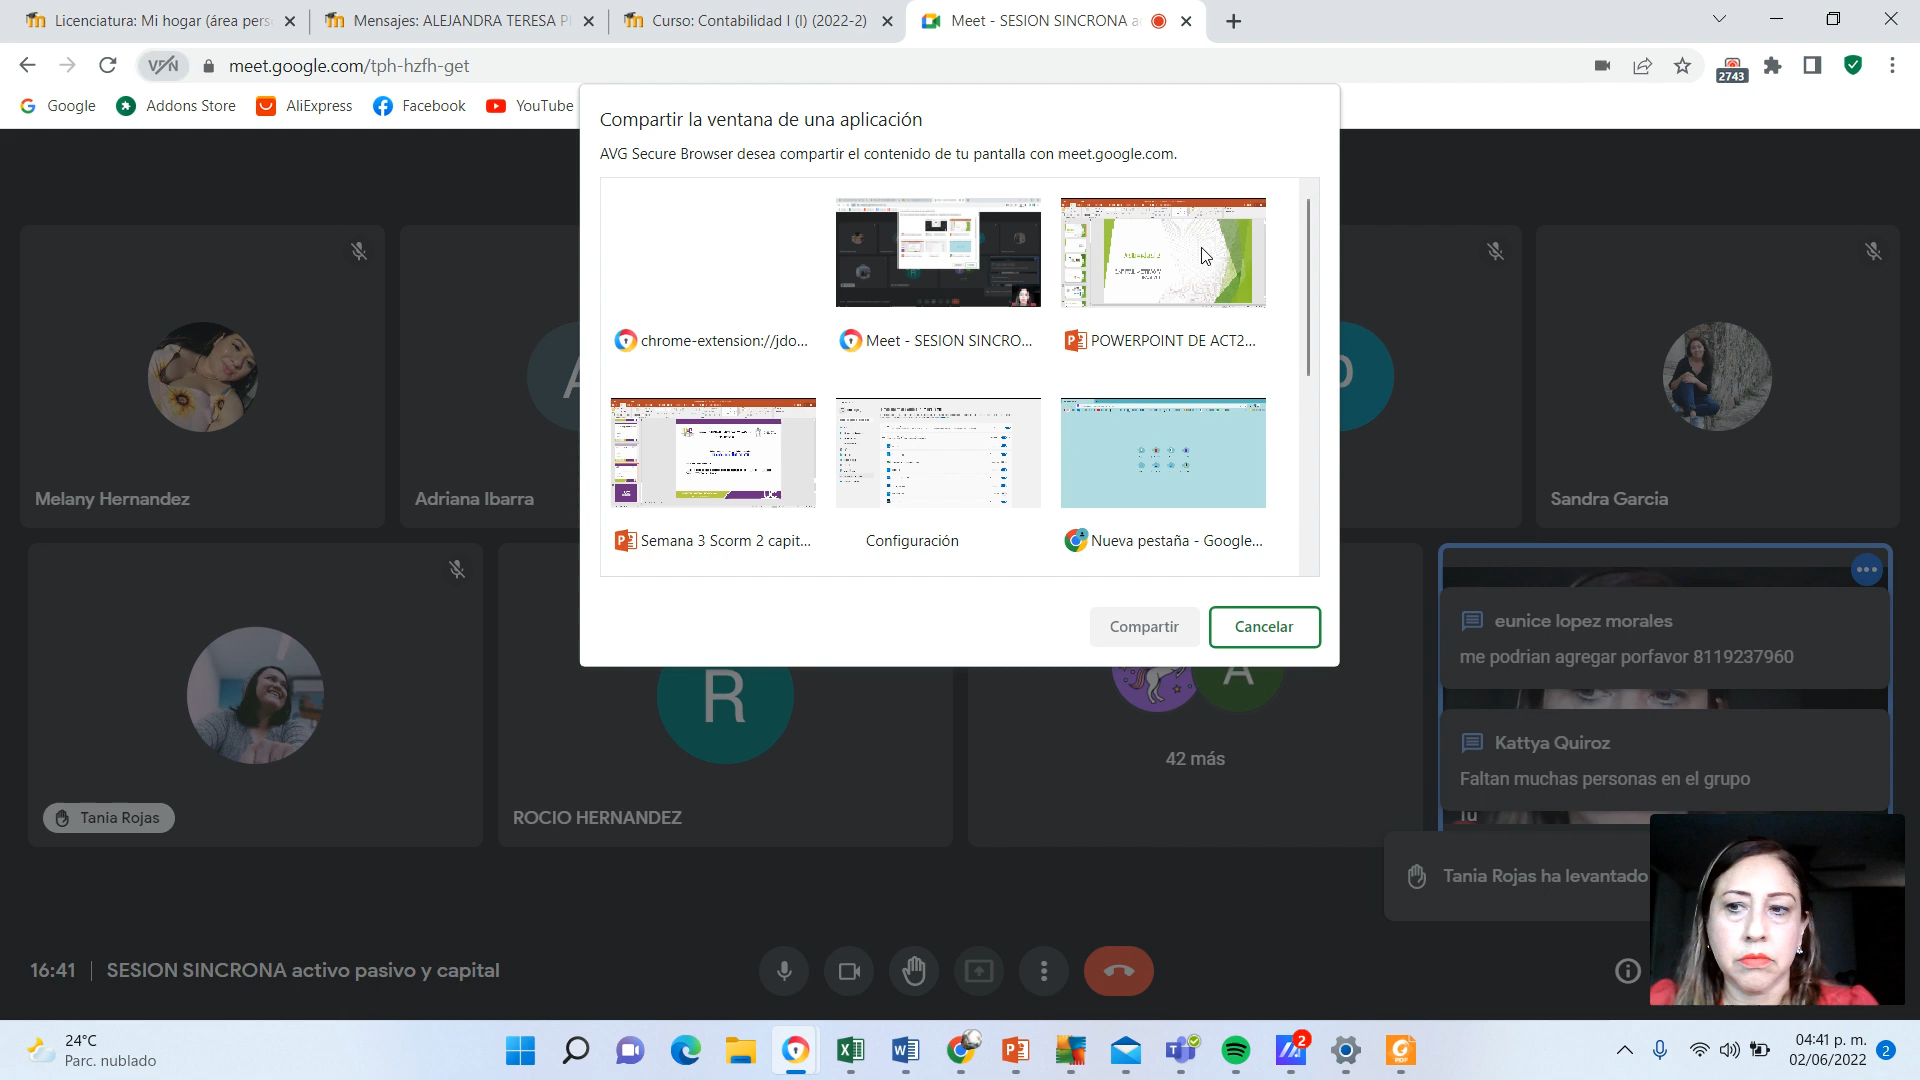 Licenciatura: Mi hogar (área pers
Mensajes: ALEJANDRA TERESA P
Curso: Contabilidad I (I) (2022-2)
Meet - SESION SINCRONA a
VPN
meet.google.com/tph-hzfh-get
2743
Google
Addons Store
AliExpress
Facebook
YouTube
Compartir la ventana de una aplicación
AVG Secure Browser desea compartir el contenido de tu pantalla con meet.google.com.
chrome-extension://jdo...
Meet - SESION SINCRO...
POWERPOINT DE ACT2...
Semana 3 Scorm 2 capit...
Configuración
Nueva pestaña - Google...
Compartir
Cancelar
Melany Hernandez
Adriana Ibarra
Sandra Garcia
eunice lopez morales
me podrian agregar porfavor 8119237960
Kattya Quiroz
Faltan muchas personas en el grupo
Tú
Tania Rojas
R
ROCIO HERNANDEZ
A
42 más
Tania Rojas ha levantado
16:41 | SESION SINCRONA activo pasivo y capital
24°C
Parc. nublado
2
04:41 p. m.
02/06/2022
2